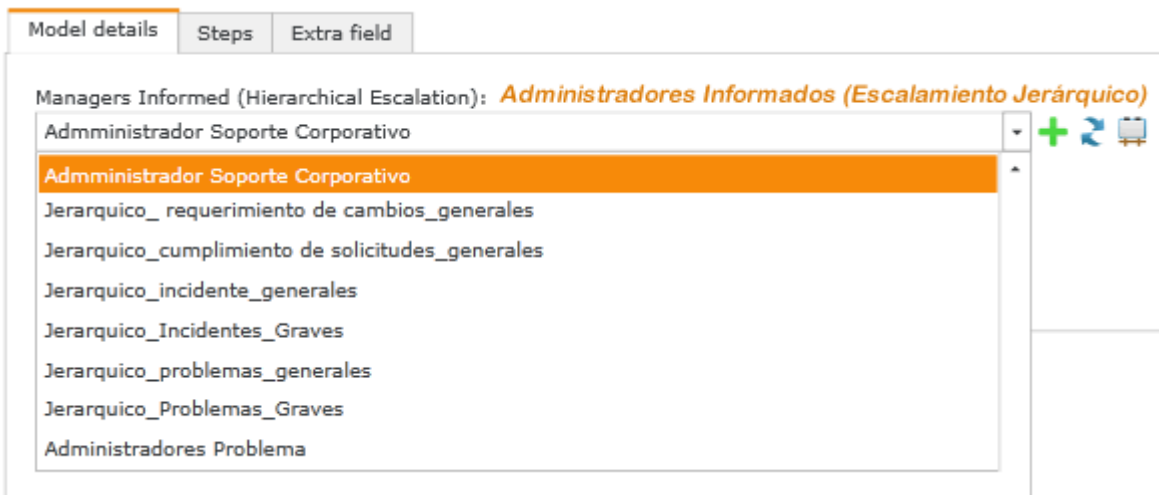 Model details Steps Extra field
Managers Informed (Hierarchical Escalation): Administradores Informados (Escalamiento Jerárquico)
Admministrador Soporte Corporativo
Admministrador Soporte Corporativo
Jerarquico_ requerimiento de cambios_generales
Jerarquico_cumplimiento de solicitudes_generales
Jerarquico_incidente_generales
Jerarquico_Incidentes_Graves
Jerarquico_problemas_generales
Jerarquico_Problemas_Graves
Administradores Problema